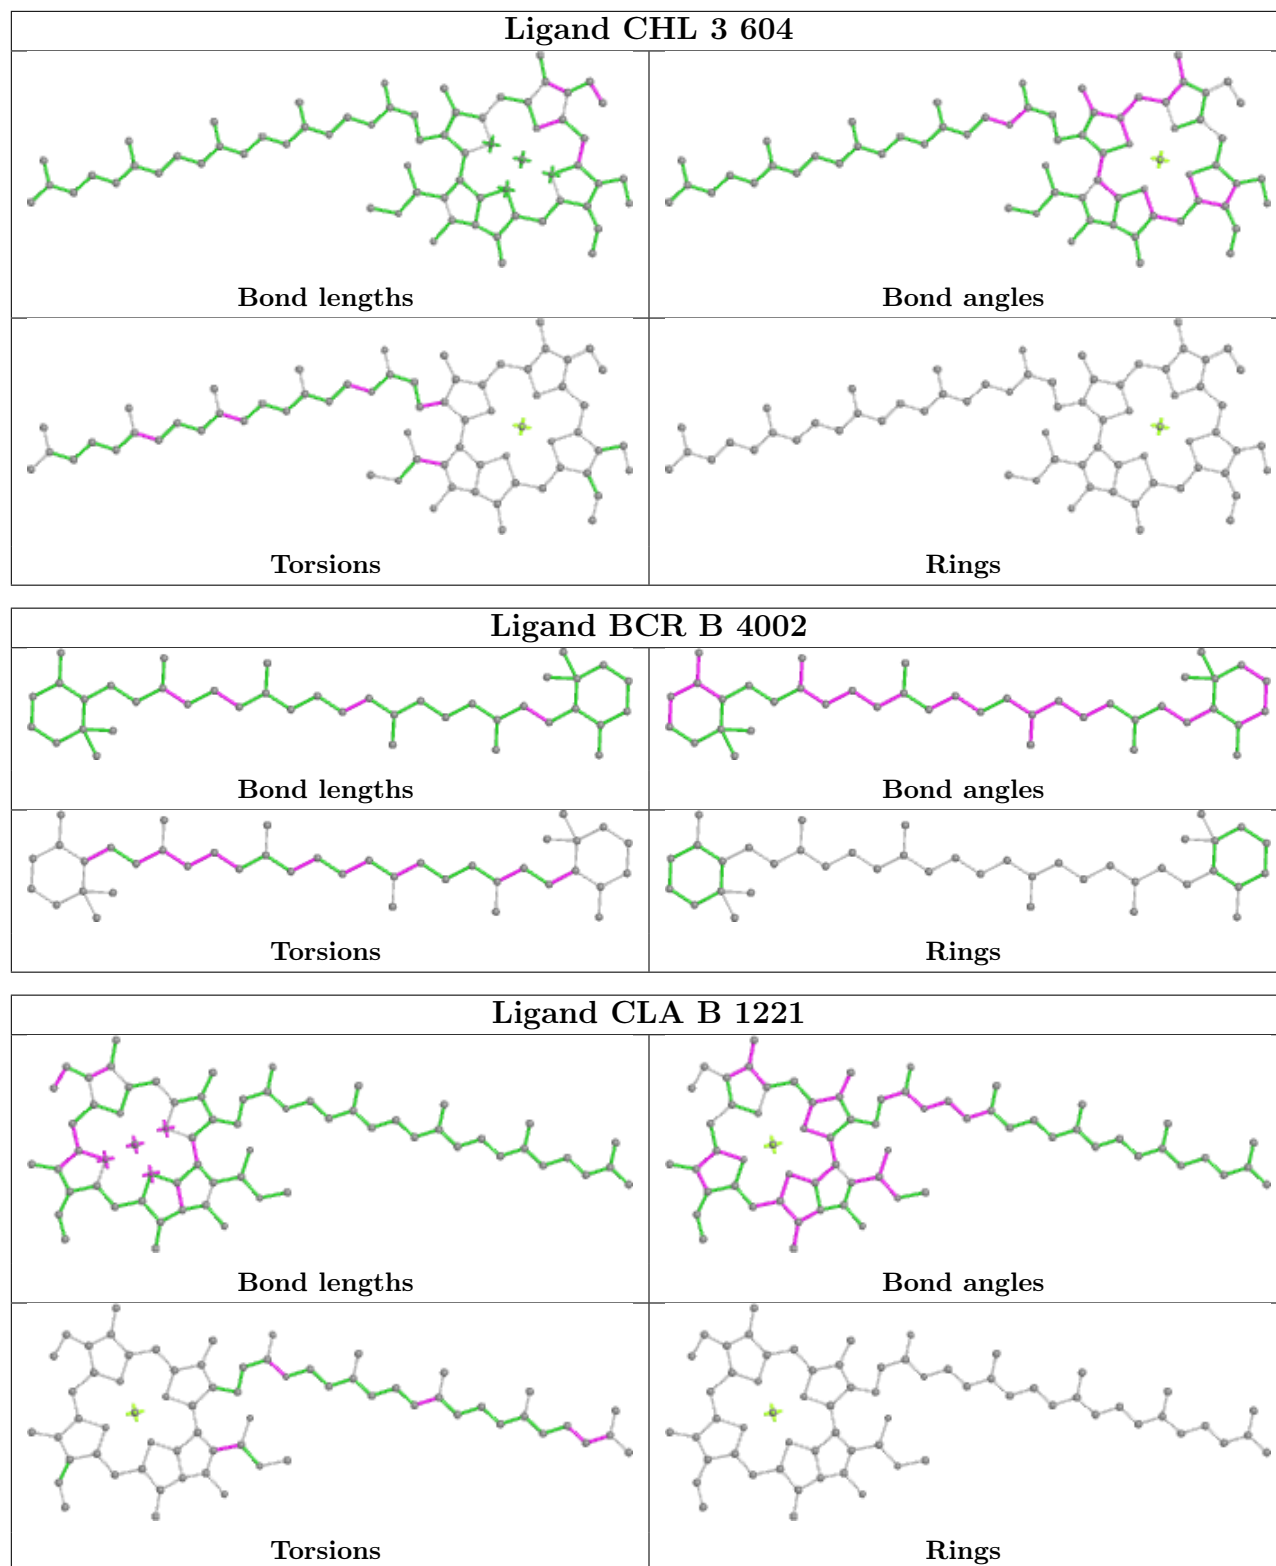 Ligand CHL 3 604
Bond lengths
Bond angles
Torsions
Rings
Ligand BCR B 4002
Bond lengths
Bond angles
Torsions
Rings
Ligand CLA B 1221
Bond lengths
Bond angles
Torsions
Rings